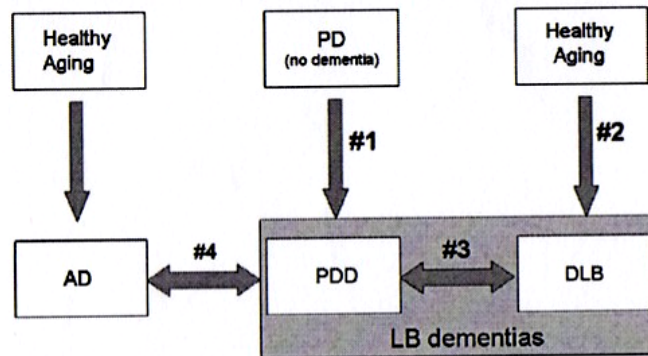 Healthy
Aging
PD
(no dementia)
Healthy
Aging
#1
#2
AD
#4
PDD
#3
DLB
LB dementias